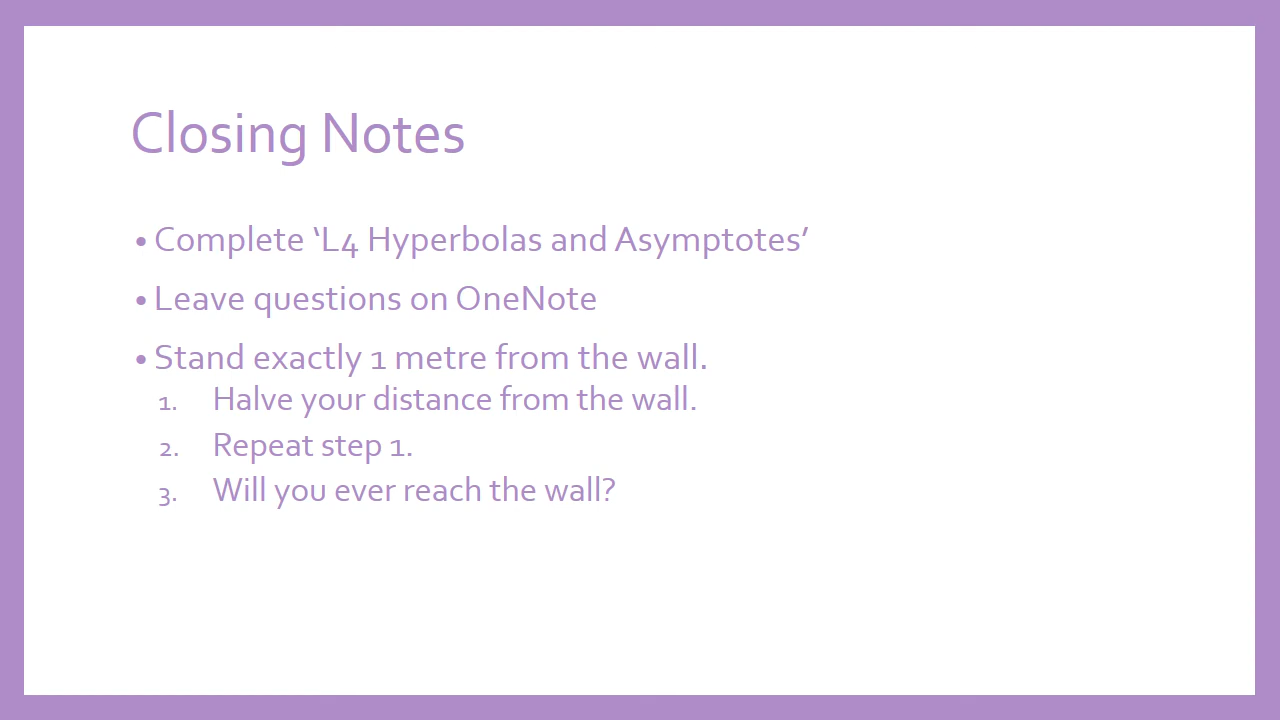 Closing Notes
• Complete ‘L4 Hyperbolas and Asymptotes’
• Leave questions on OneNote
• Stand exactly 1 metre from the wall.
1. Halve your distance from the wall.
2. Repeat step 1.
3. Will you ever reach the wall?